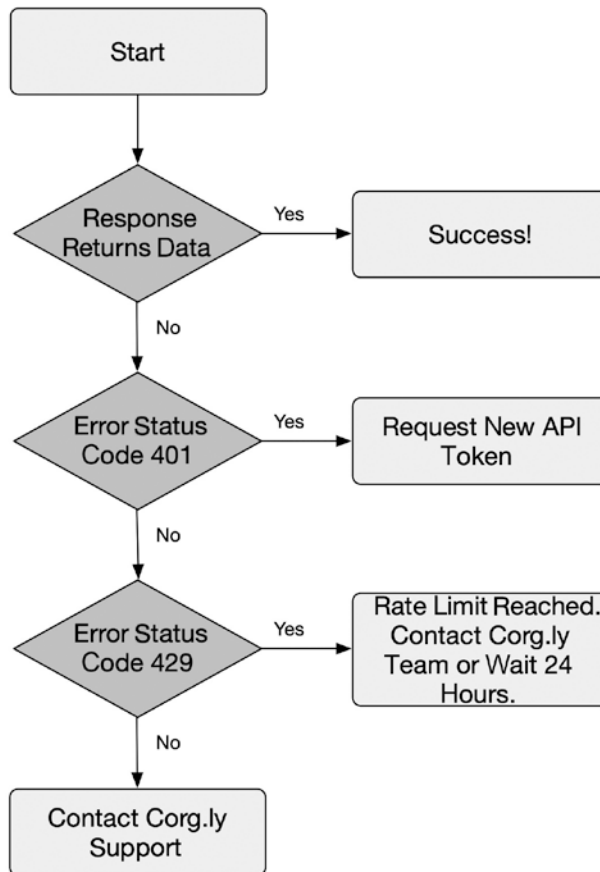 Start
Response
Returns Data
Yes
Success!
No
Error Status
Code 401
Yes
Request New API
Token
No
Error Status
Code 429
Yes
Rate Limit Reached.
Contact Corg.ly
Team or Wait 24
Hours.
No
Contact Corg.ly
Support